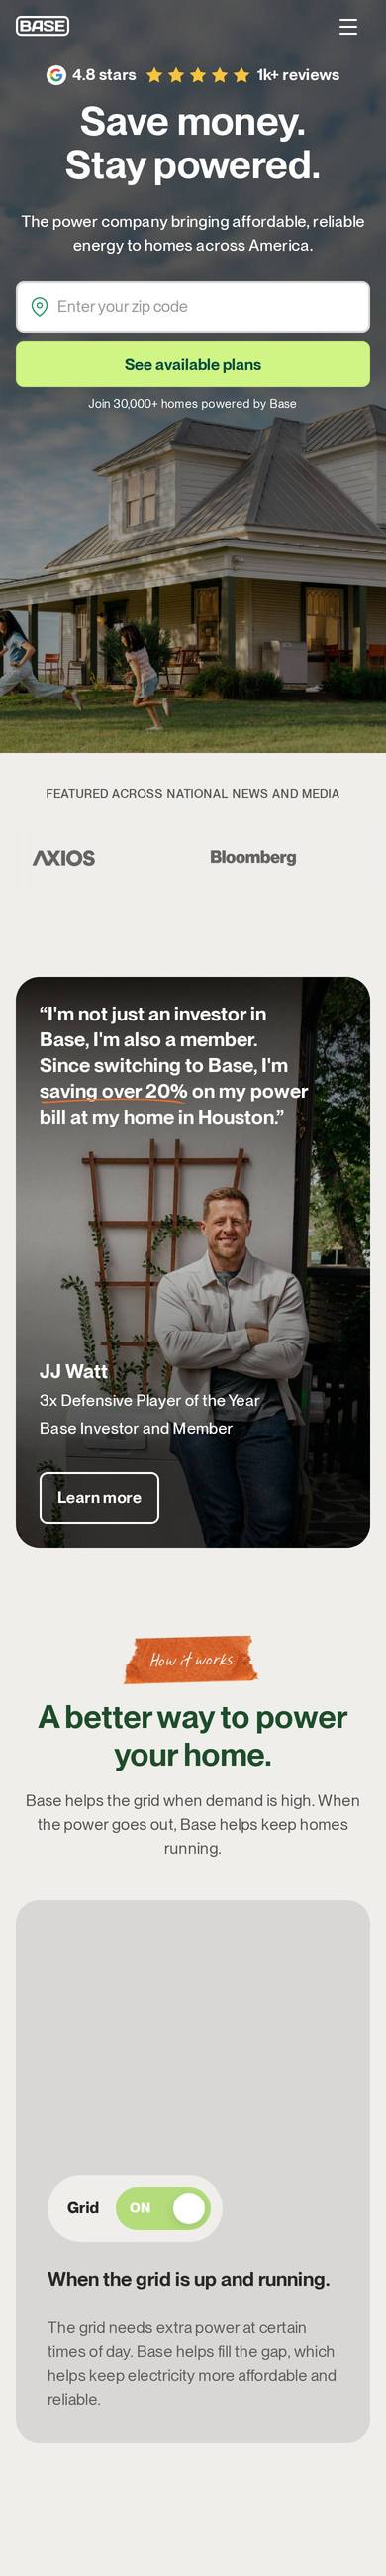 BASE
4.8 stars 1k+ reviews
Save money.
Stay powered.
The power company bringing affordable, reliable
energy to homes across America.
Enter your zip code
See available plans
Join 30,000+ homes powered by Base
FEATURED ACROSS NATIONAL NEWS AND MEDIA
AXIOS Bloomberg
“I'm not just an investor in
Base, I'm also a member.
Since switching to Base, I'm
saving over 20% on my power
bill at my home in Houston.”
JJ Watt
3x Defensive Player of the Year
Base Investor and Member
Learn more
How it works
A better way to power
your home.
Base helps the grid when demand is high. When
the power goes out, Base helps keep homes
running.
Grid ON
When the grid is up and running.
The grid needs extra power at certain
times of day. Base helps fill the gap, which
helps keep electricity more affordable and
reliable.